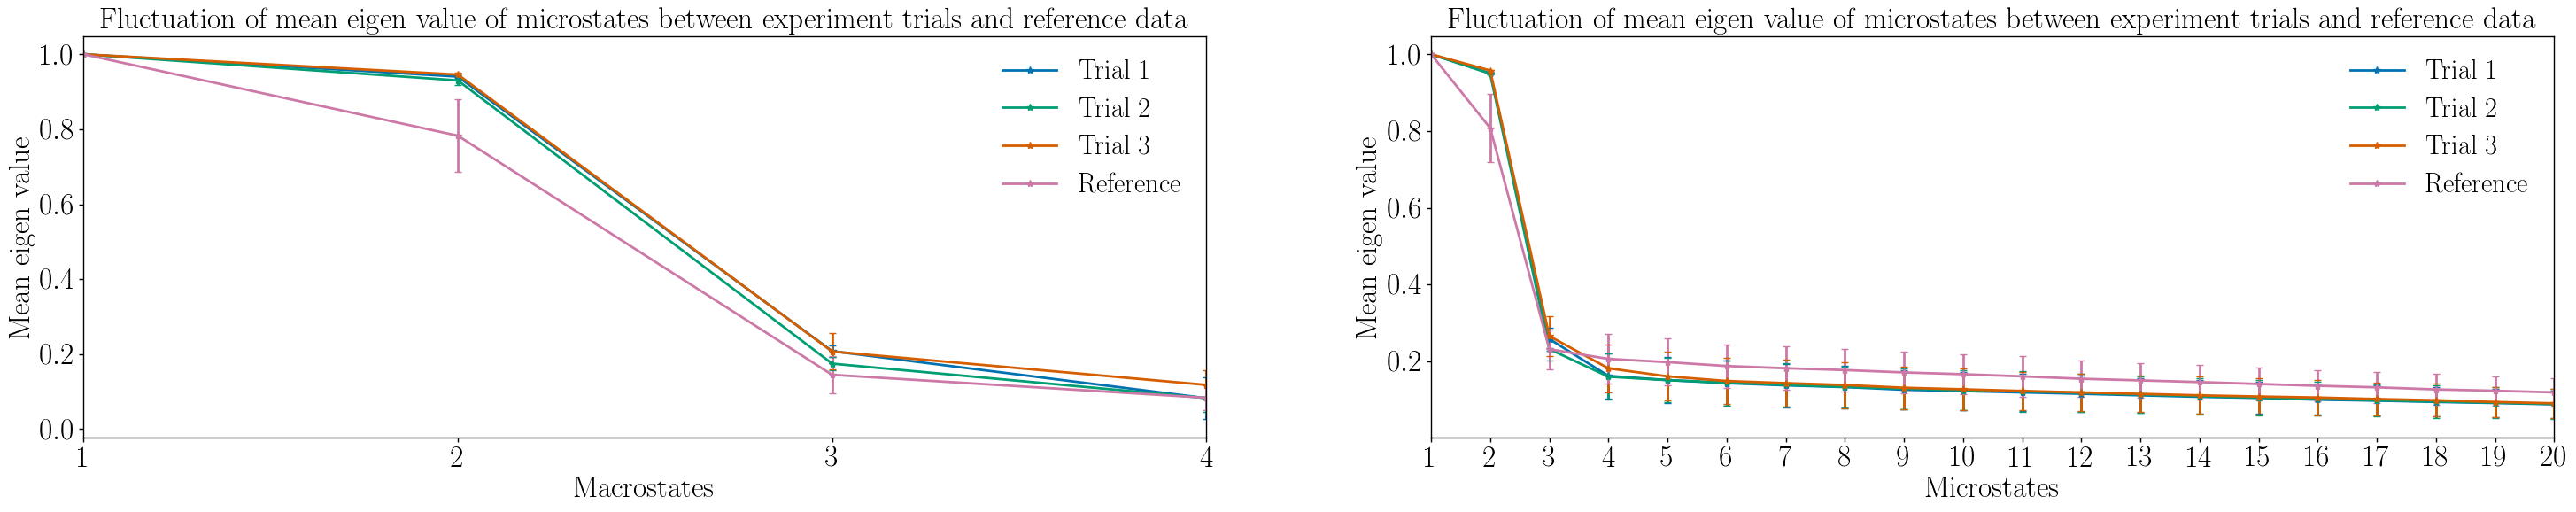 Fluctuation of mean eigen value of microstates between experiment trials and reference data
Mean eigen value
1.0
0.8
0.6
0.4
0.2
0.0
Trial 1
Trial 2
Trial 3
Reference
1 2 3 4
Macrostates
Fluctuation of mean eigen value of microstates between experiment trials and reference data
Mean eigen value
1.0
0.8
0.6
0.4
0.2
Trial 1
Trial 2
Trial 3
Reference
1 2 3 4 5 6 7 8 9 10 11 12 13 14 15 16 17 18 19 20
Microstates